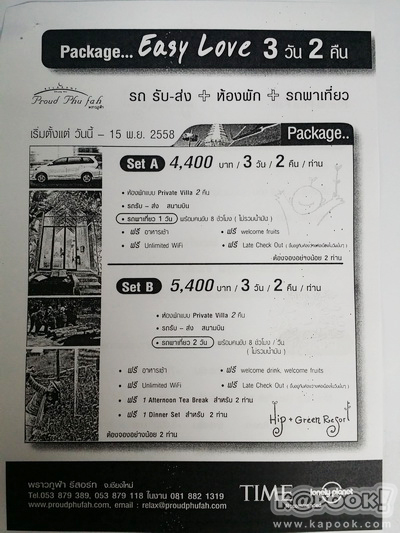 Package... Easy Love 3 วัน 2 คืน
Proud Phu fah
พราวภูฟ้า
รถ รับ-ส่ง + ห้องพัก + รถพาเที่ยว
เริ่มตั้งแต่ วันนี้ - 15 พ.ย. 2558
Package..
Set A 4,400 บาท / 3 วัน / 2 คืน / ท่าน
• ห้องพักแบบ Private Villa 2 คืน
• รถรับ - ส่ง สนามบิน
• รถพาเที่ยว 1 วัน พร้อมคนขับ 8 ชั่วโมง ( ไม่รวมน้ำมัน )
• ฟรี อาหารเช้า • ฟรี welcome fruits
• ฟรี Unlimited WiFi • ฟรี Late Check Out
ต้องจองอย่างน้อย 2 ท่าน
Set B 5,400 บาท / 3 วัน / 2 คืน / ท่าน
• ห้องพักแบบ Private Villa 2 คืน
• รถรับ - ส่ง สนามบิน
• รถพาเที่ยว 2 วัน พร้อมคนขับ 8 ชั่วโมง / วัน
( ไม่รวมน้ำมัน )
• ฟรี อาหารเช้า • ฟรี welcome drink, welcome fruits
• ฟรี Unlimited WiFi • ฟรี Late Check Out
• ฟรี 1 Afternoon Tea Break สำหรับ 2 ท่าน
• ฟรี 1 Dinner Set สำหรับ 2 ท่าน
Hip + Green Resort
ต้องจองอย่างน้อย 2 ท่าน
พราวภูฟ้า รีสอร์ท จ.เชียงใหม่
Tel.053 879 389, 053 879 118 โมงาน 081 882 1319
www.proudphufah.com, email : relax@proudphufah.com
TIME
lonely planet
KAPOOK!
www.kapook.com